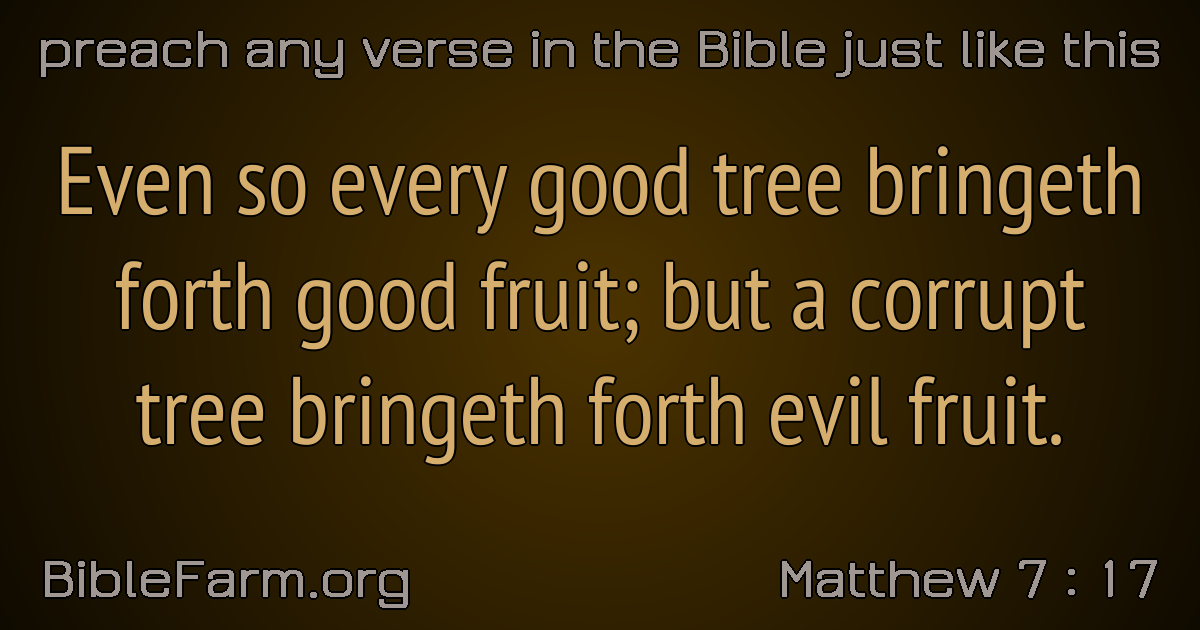 preach any verse in the Bible just like this
Even so every good tree bringeth
forth good fruit; but a corrupt
tree bringeth forth evil fruit.
BibleFarm.org
Matthew 7 : 17